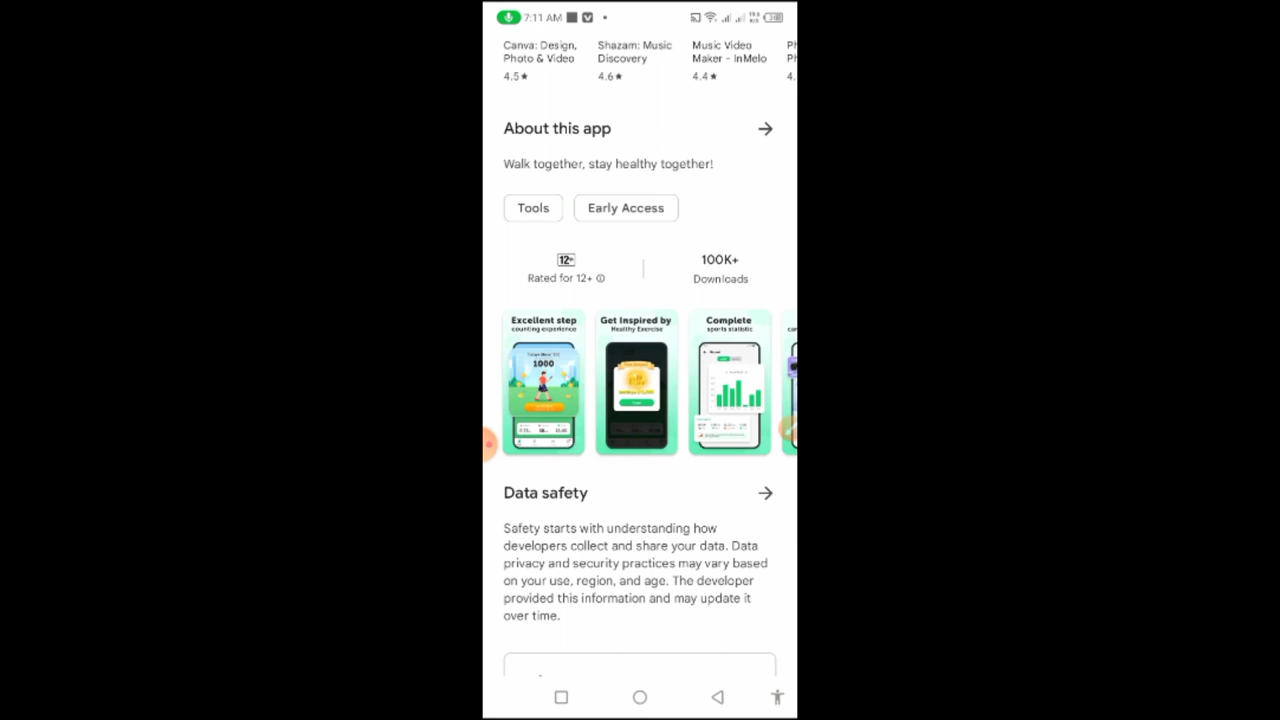 7:11 AM
Canva: Design,
Photo & Video
4.5★
Shazam: Music
Discovery
4.6★
Music Video
Maker - InMelo
4.4★
About this app
Walk together, stay healthy together!
Tools
Early Access
12+
Rated for 12+
100K+
Downloads
Excellent step
counting experience
1000
Get Inspired by
Healthy Exercise
Complete
sports statistic
Data safety
Safety starts with understanding how
developers collect and share your data. Data
privacy and security practices may vary based
on your use, region, and age. The developer
provided this information and may update it
over time.